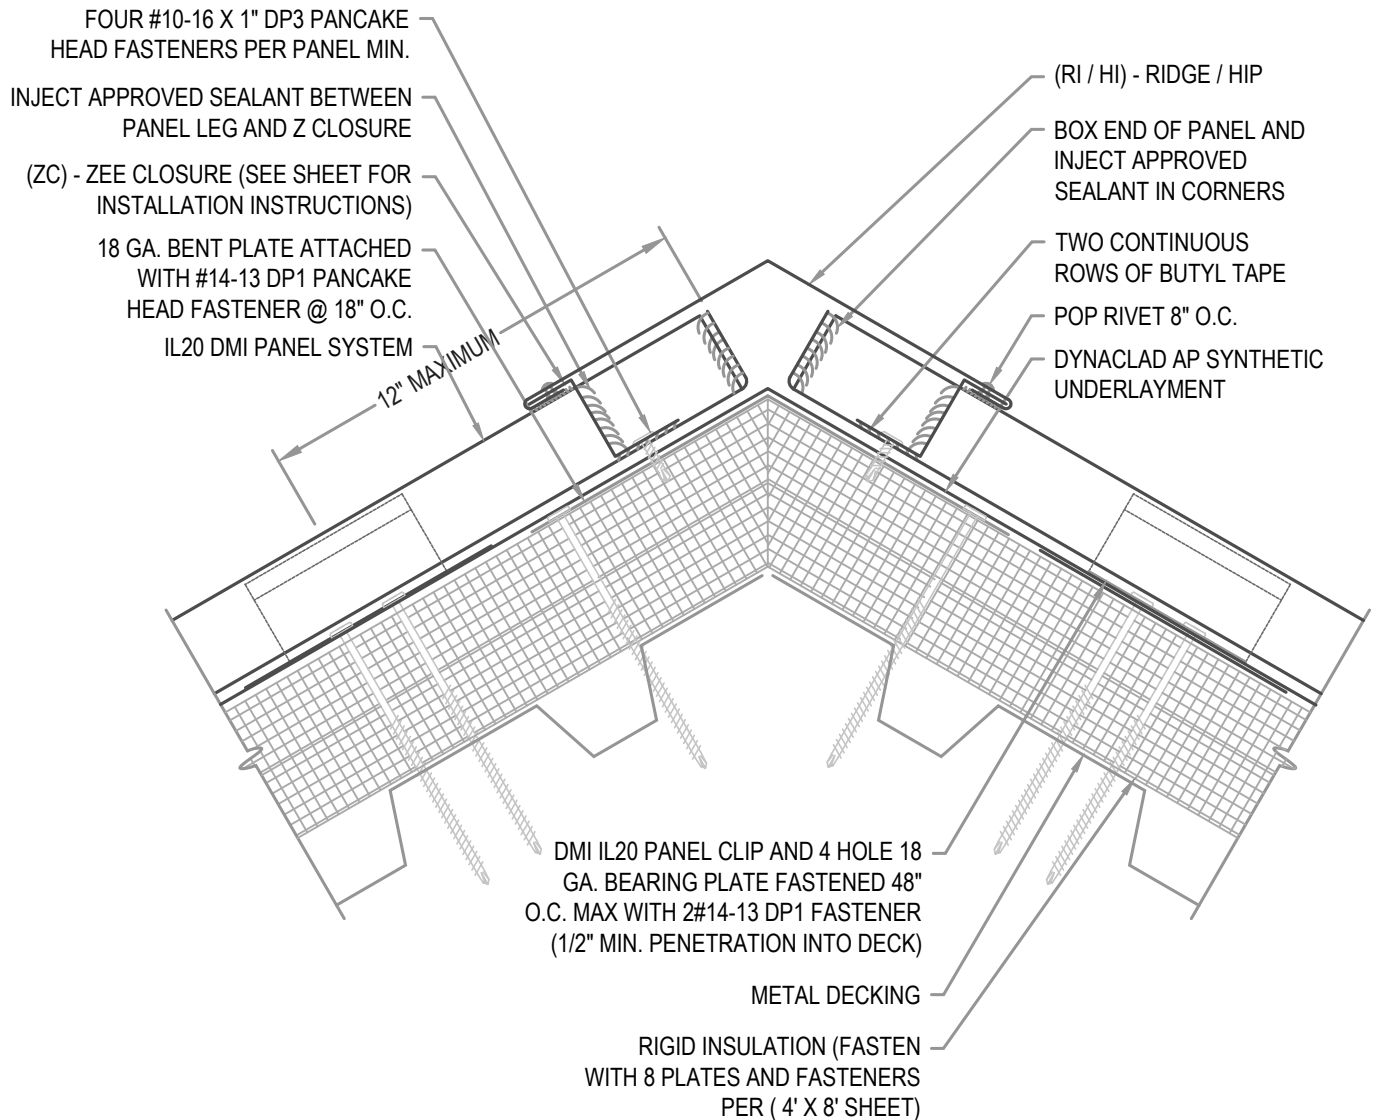 FOUR #10-16 X 1" DP3 PANCAKE
HEAD FASTENERS PER PANEL MIN.
INJECT APPROVED SEALANT BETWEEN
PANEL LEG AND Z CLOSURE
(ZC) - ZEE CLOSURE (SEE SHEET FOR
INSTALLATION INSTRUCTIONS)
18 GA. BENT PLATE ATTACHED
WITH #14-13 DP1 PANCAKE
HEAD FASTENER @ 18" O.C.
IL20 DMI PANEL SYSTEM
12" MAXIMUM
(RI / HI) - RIDGE / HIP
BOX END OF PANEL AND
INJECT APPROVED
SEALANT IN CORNERS
TWO CONTINUOUS
ROWS OF BUTYL TAPE
POP RIVET 8" O.C.
DYNACLAD AP SYNTHETIC
UNDERLAYMENT
DMI IL20 PANEL CLIP AND 4 HOLE 18
GA. BEARING PLATE FASTENED 48"
O.C. MAX WITH 2#14-13 DP1 FASTENER
(1/2" MIN. PENETRATION INTO DECK)
METAL DECKING
RIGID INSULATION (FASTEN
WITH 8 PLATES AND FASTENERS
PER ( 4' X 8' SHEET)